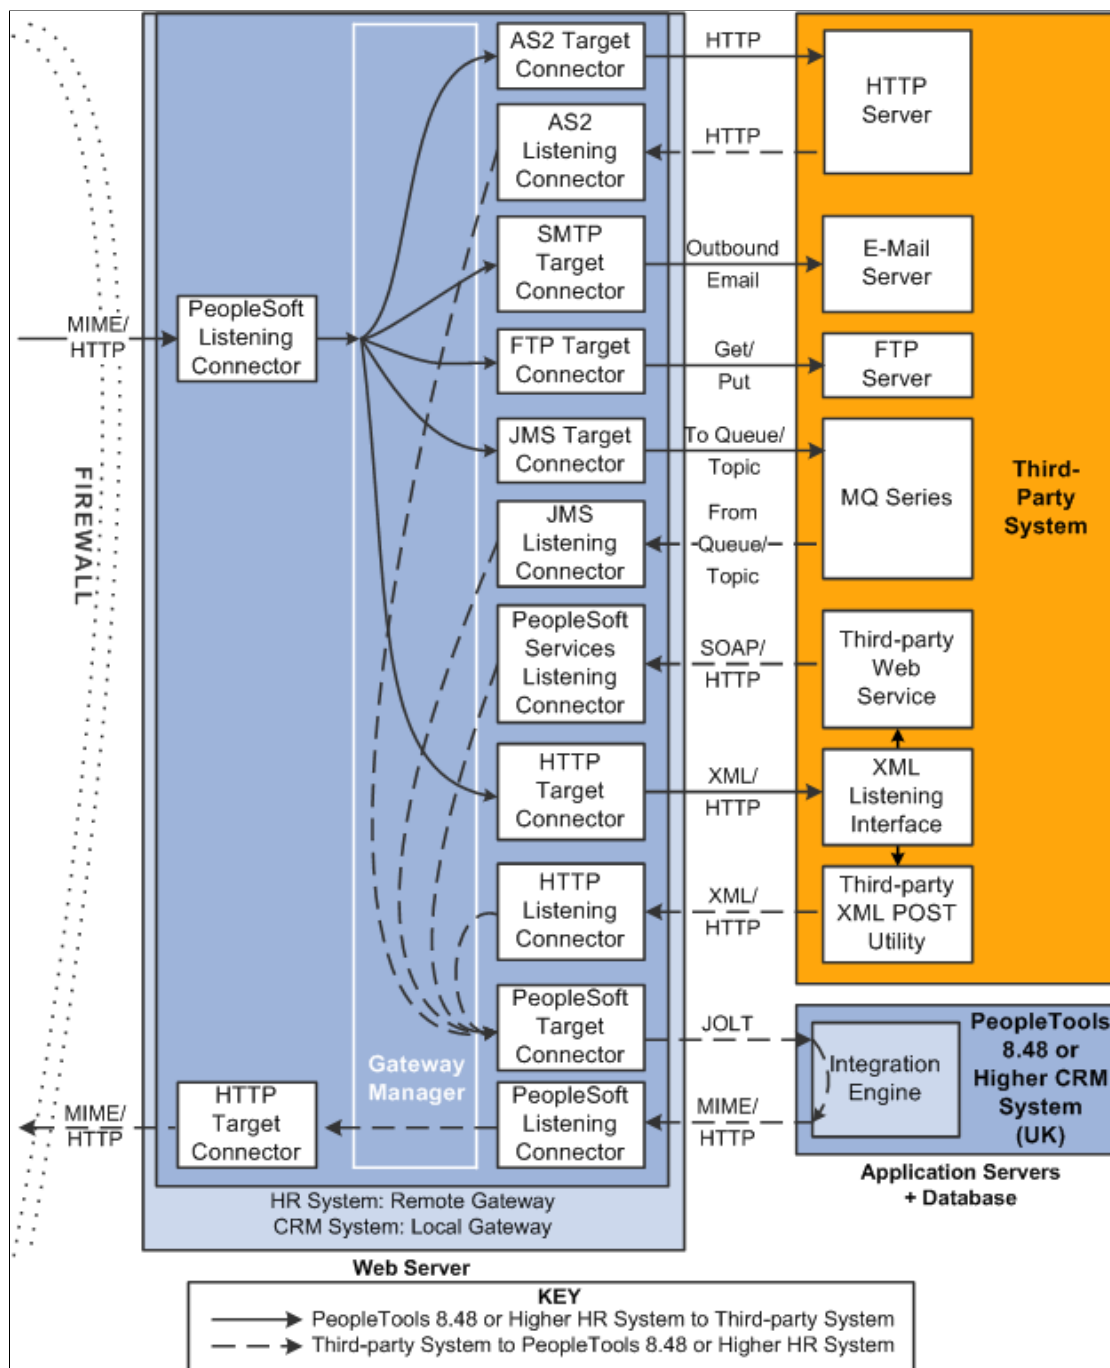 AS2 Target
Connector
HTTP
HTTP
Server
AS2
Listening
Connector
HTTP
SMTP
Target
Connector
Outbound
Email
E-Mail
Server
MIME/
HTTP
PeopleSoft
Listening
Connector
FTP Target
Connector
Get/
Put
FTP
Server
JMS Target
Connector
To Queue/
Topic
MQ Series
Third-
Party
System
FIREWALL
JMS
Listening
Connector
From
Queue/
Topic
PeopleSoft
Services
Listening
Connector
SOAP/
HTTP
Third-party
Web
Service
HTTP
Target
Connector
XML/
HTTP
XML
Listening
Interface
HTTP
Listening
Connector
XML/
HTTP
Third-party
XML POST
Utility
PeopleSoft
Target
Connector
JOLT
Integration
Engine
PeopleTools
8.48 or
Higher CRM
System
(UK)
Gateway
Manager
MIME/
HTTP
HTTP
Target
Connector
PeopleSoft
Listening
Connector
MIME/
HTTP
Application Servers
+ Database
HR System: Remote Gateway
CRM System: Local Gateway
Web Server
KEY
PeopleTools 8.48 or Higher HR System to Third-party System
Third-party System to PeopleTools 8.48 or Higher HR System